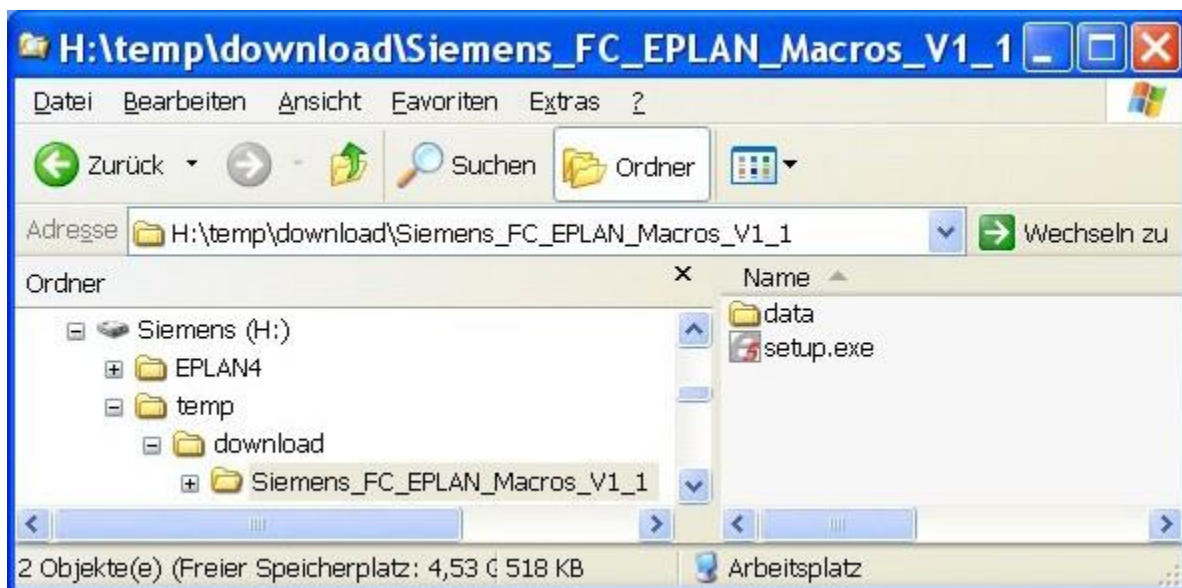 H:\temp\download\Siemens_FC_EPLAN_Macros_V1_1
Datei Bearbeiten Ansicht Favoriten Extras ?
Zurück Suchen Ordner
Adresse H:\temp\download\Siemens_FC_EPLAN_Macros_V1_1 Wechseln zu
Ordner x Name
Siemens (H:)
EPLAN4
temp
download
Siemens_FC_EPLAN_Macros_V1_1
data
setup.exe
2 Objekte(e) (Freier Speicherplatz: 4,53 G 518 KB Arbeitsplatz